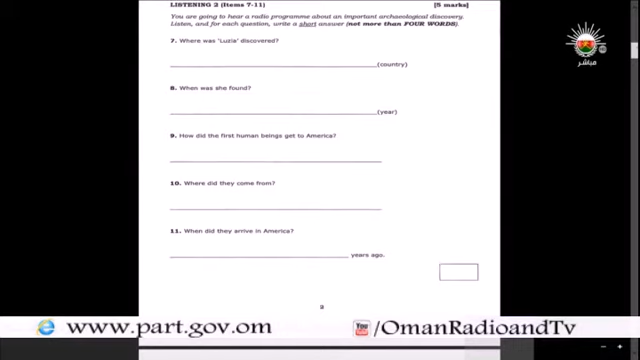 LISTENING 2 (Items 7-11) [5 marks]
You are going to hear a radio programme about an important archaeological discovery.
Listen, and for each question, write a short answer (not more than FOUR WORDS).
7. Where was 'Luzia' discovered?
(country)
8. When was she found?
(year)
9. How did the first human beings get to America?
10. Where did they come from?
11. When did they arrive in America?
years ago.
3
مباشر
www.part.gov.om
You Tube /OmanRadioandTv